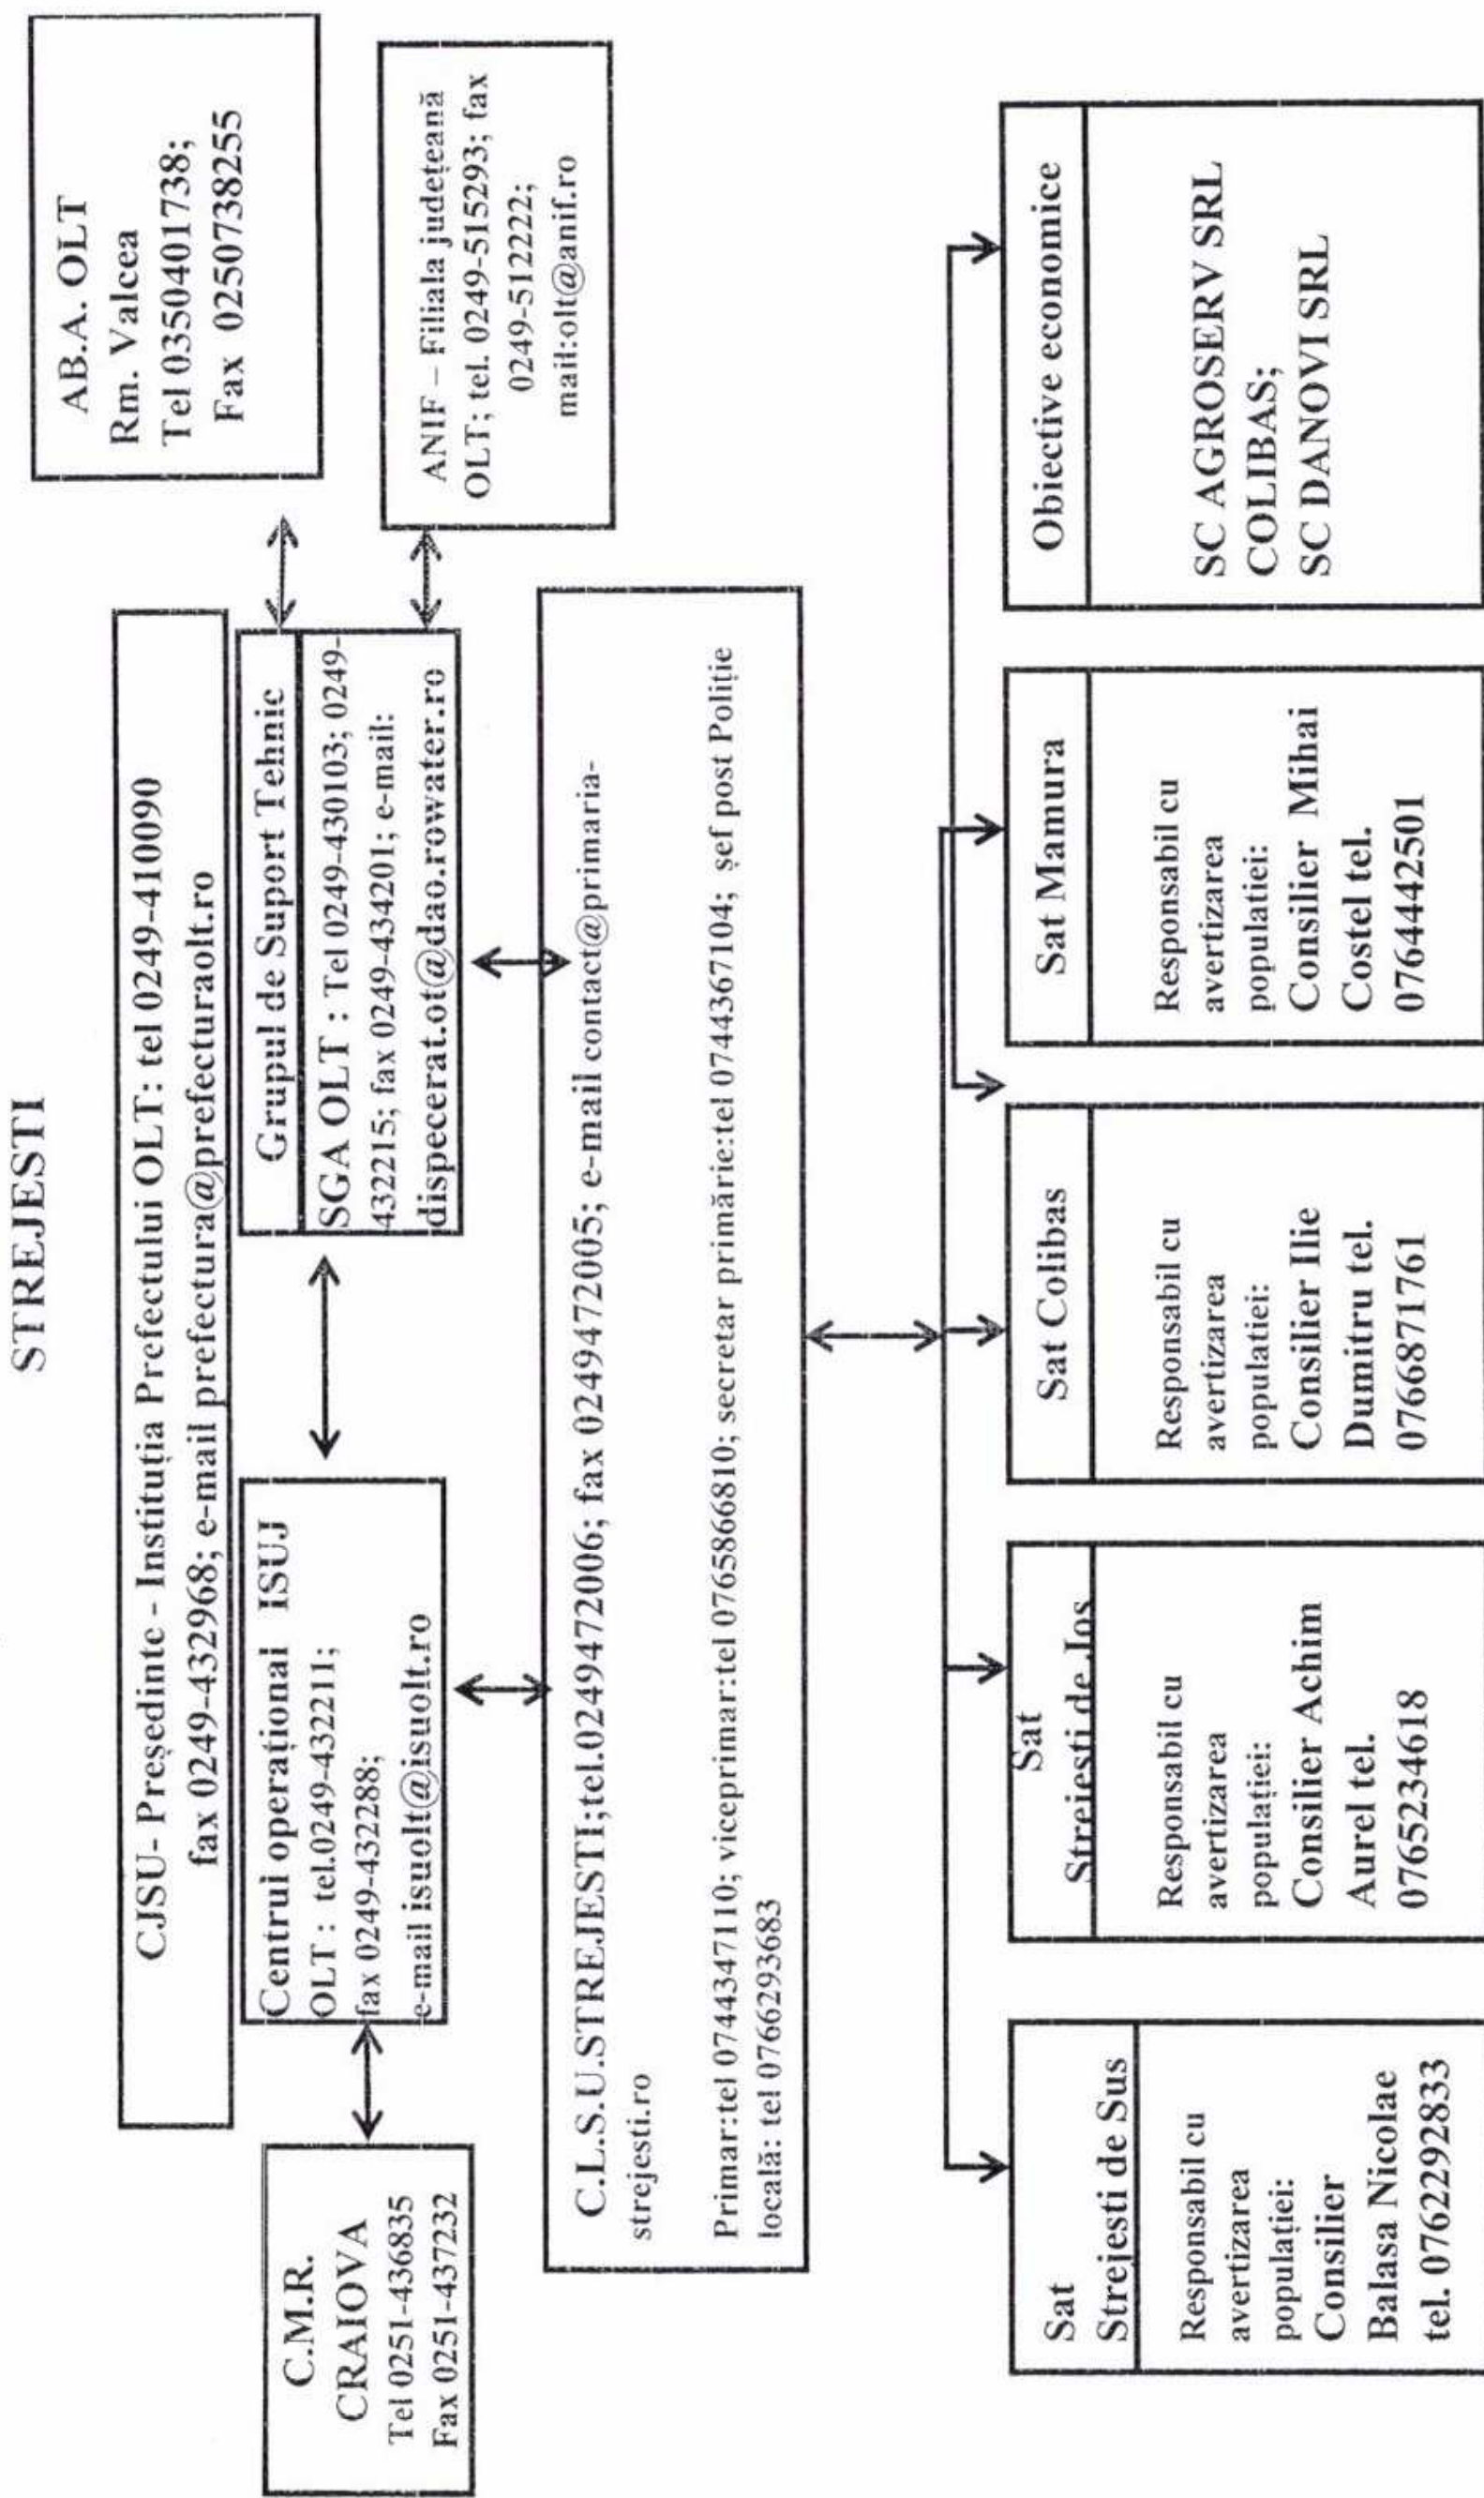 STREJESTI
AB.A. OLT
Rm. Valcea
Tel 0350401738;
Fax 0250738255
CJSU- Președinte - Instituția Prefectului OLT: tel 0249-410090
fax 0249-432968; e-mail prefectura@prefecturaolt.ro
C.M.R.
CRAIOVA
Tel 0251-436835
Fax 0251-437232
Centrul operațional ISUJ
OLT : tel.0249-432211;
fax 0249-432288;
e-mail isuolt@isuolt.ro
Grupul de Suport Tehnic
SGA OLT : Tel 0249-430103; 0249-
432215; fax 0249-434201; e-mail:
dispecerat.ot@dao.rowater.ro
ANIF – Filiala județeană
OLT; tel. 0249-515293; fax
0249-512222;
mail:olt@anif.ro
C.L.S.U.STREJESTI;tel.0249472006; fax 0249472005; e-mail contact@primaria-
strejesti.ro
Primar:tel 0744347110; viceprimar:tel 0765866810; secretar primărie:tel 0744367104; șef post Poliție
locală: tel 0766293683
Sat
Strejesti de Sus
Responsabil cu
avertizarea
populației:
Consilier
Balasa Nicolae
tel. 0762292833
Sat
Strejesti de Jos
Responsabil cu
avertizarea
populației:
Consilier Achim
Aurel tel.
0765234618
Sat Colibas
Responsabil cu
avertizarea
populatiei:
Consilier Ilie
Dumitru tel.
0766871761
Sat Mamura
Responsabil cu
avertizarea
populatiei:
Consilier Mihai
Costel tel.
0764442501
Obiective economice
SC AGROSERV SRL
COLIBAS;
SC DANOVI SRL